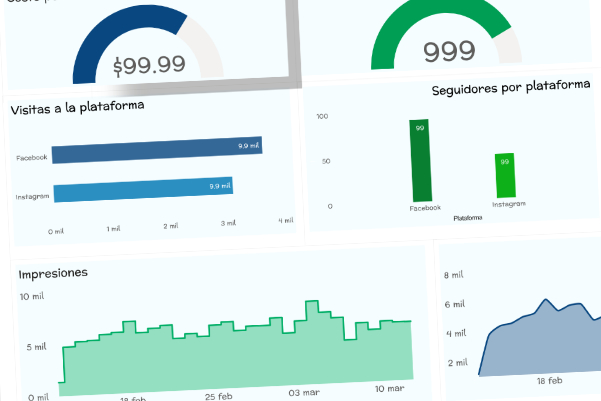 $99.99
999
Visitas a la plataforma
Facebook
9.9 mil
Instagram
9.9 mil
0 mil 1 mil 2 mil 3 mil 4 mil
Seguidores por plataforma
100
50
0
99
99
Facebook Instagram
Plataforma
Impresiones
10 mil
5 mil
0 mil
18 feb 25 feb 03 mar 10 mar
8 mil
6 mil
4 mil
2 mil
18 feb